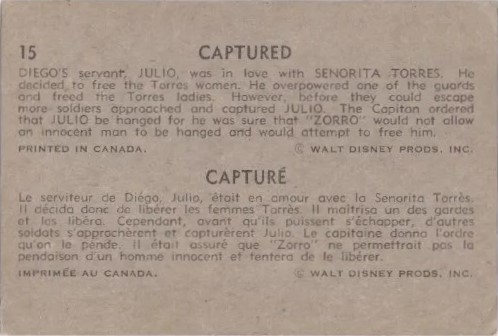 15 CAPTURED
DIEGO'S servant, JULIO, was in love with SENORITA TORRES. He
decided to free the Torres women. He overpowered one of the guards
and freed the Torres ladies. However, before they could escape
more soldiers approached and captured JULIO. The Capitan ordered
that JULIO be hanged for he was sure that "ZORRO" would not allow
an innocent man to be hanged and would attempt to free him.
PRINTED IN CANADA. © WALT DISNEY PRODS. INC.
CAPTURÉ
Le serviteur de Diégo, Julio, était en amour avec la Senorita Torrès.
Il décida donc de libérer les femmes Torrès. Il maîtrisa un des gardes
et les libéra. Cependant, avant qu'ils puissent s'échapper, d'autres
soldats s'approchèrent et capturèrent Julio. Le capitaine donna l'ordre
qu'on le pende. Il était assuré que "Zorro" ne permettrait pas la
pendaison d'un homme innocent et tentera de le libérer.
IMPRIMÉE AU CANADA. © WALT DISNEY PRODS. INC.